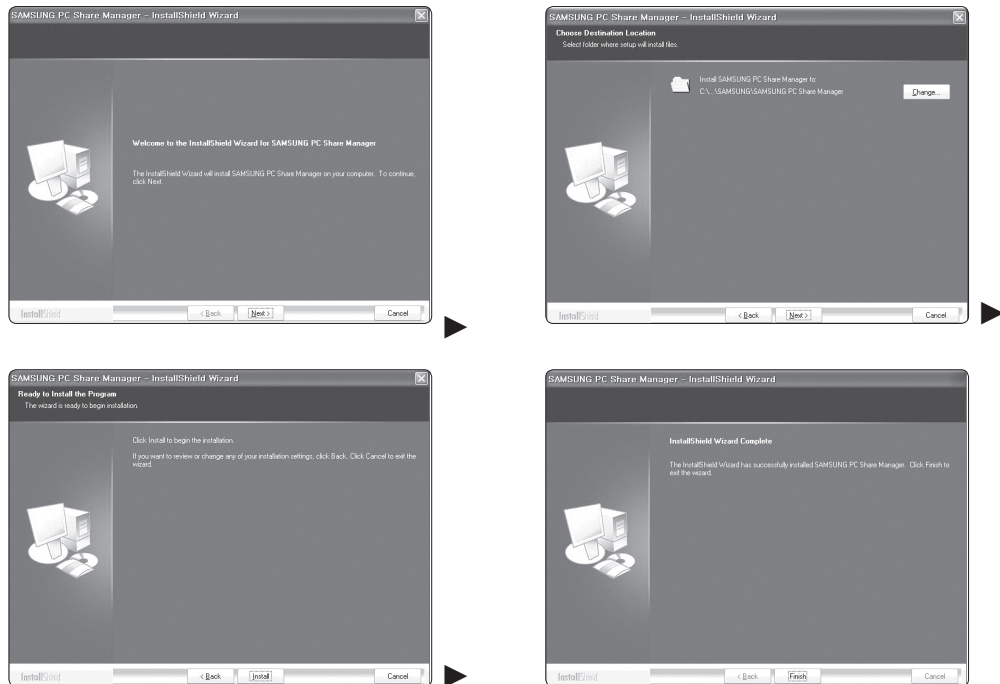 SAMSUNG PC Share Manager - InstallShield Wizard
Welcome to the InstallShield Wizard for SAMSUNG PC Share Manager
The InstallShield Wizard will install SAMSUNG PC Share Manager on your computer. To continue,
click Next.
InstallShield
< Back
Next >
Cancel
SAMSUNG PC Share Manager - InstallShield Wizard
Choose Destination Location
Select folder where setup will install files.
Install SAMSUNG PC Share Manager to:
C:\...\SAMSUNG\SAMSUNG PC Share Manager
Change...
InstallShield
< Back
Next >
Cancel
SAMSUNG PC Share Manager - InstallShield Wizard
Ready to Install the Program
The wizard is ready to begin installation.
Click Install to begin the installation.
If you want to review or change any of your installation settings, click Back. Click Cancel to exit the
wizard.
InstallShield
< Back
Install
Cancel
SAMSUNG PC Share Manager - InstallShield Wizard
InstallShield Wizard Complete
The InstallShield Wizard has successfully installed SAMSUNG PC Share Manager. Click Finish to
exit the wizard.
InstallShield
< Back
Finish
Cancel